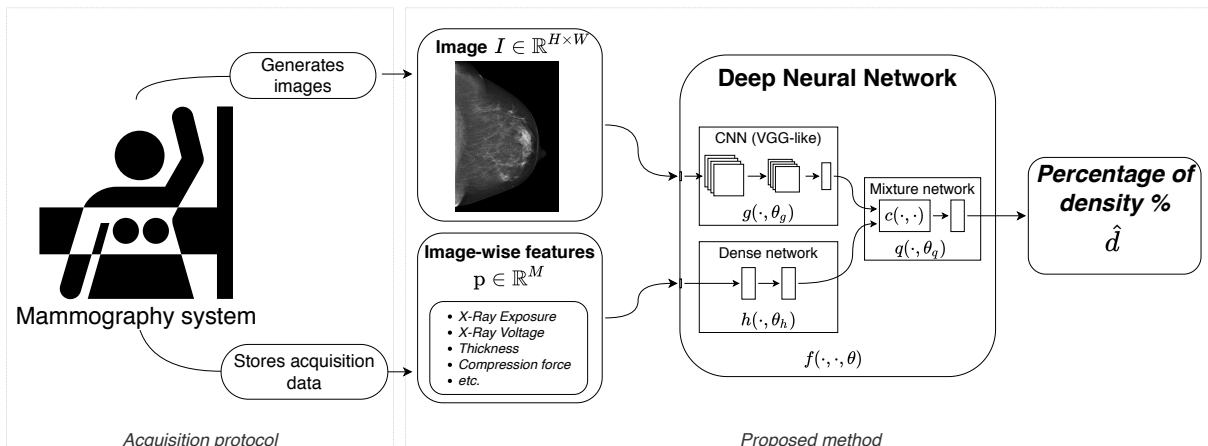 Generates
images
Mammography system
Stores acquisition
data
Acquisition protocol
Image I ∈ ℝ^{H×W}
Image-wise features
p ∈ ℝ^M
• X-Ray Exposure
• X-Ray Voltage
• Thickness
• Compression force
• etc.
Deep Neural Network
CNN (VGG-like)
g(·, θ_g)
Dense network
h(·, θ_h)
Mixture network
c(·, ·)
q(·, θ_q)
f(·, ·, θ)
Percentage of
density %
d̂
Proposed method